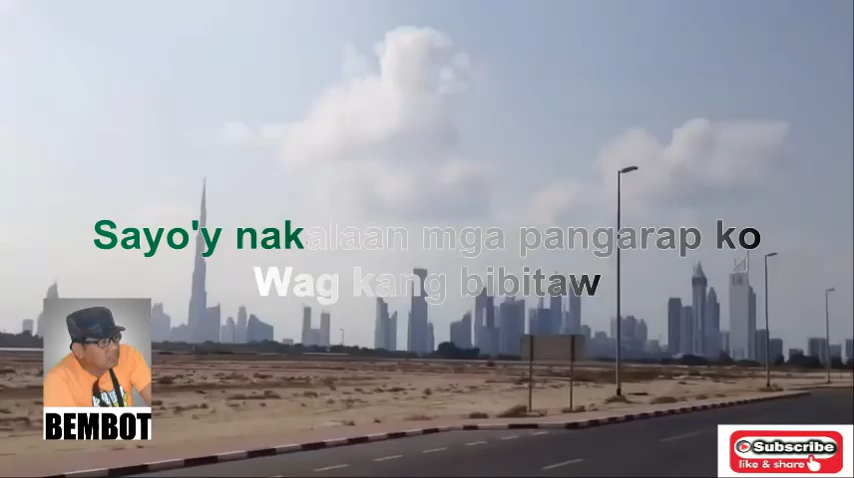 Sayo'y nakalaan mga pangarap ko
Wag kang bibitaw
BEMBOT
Subscribe
like & share